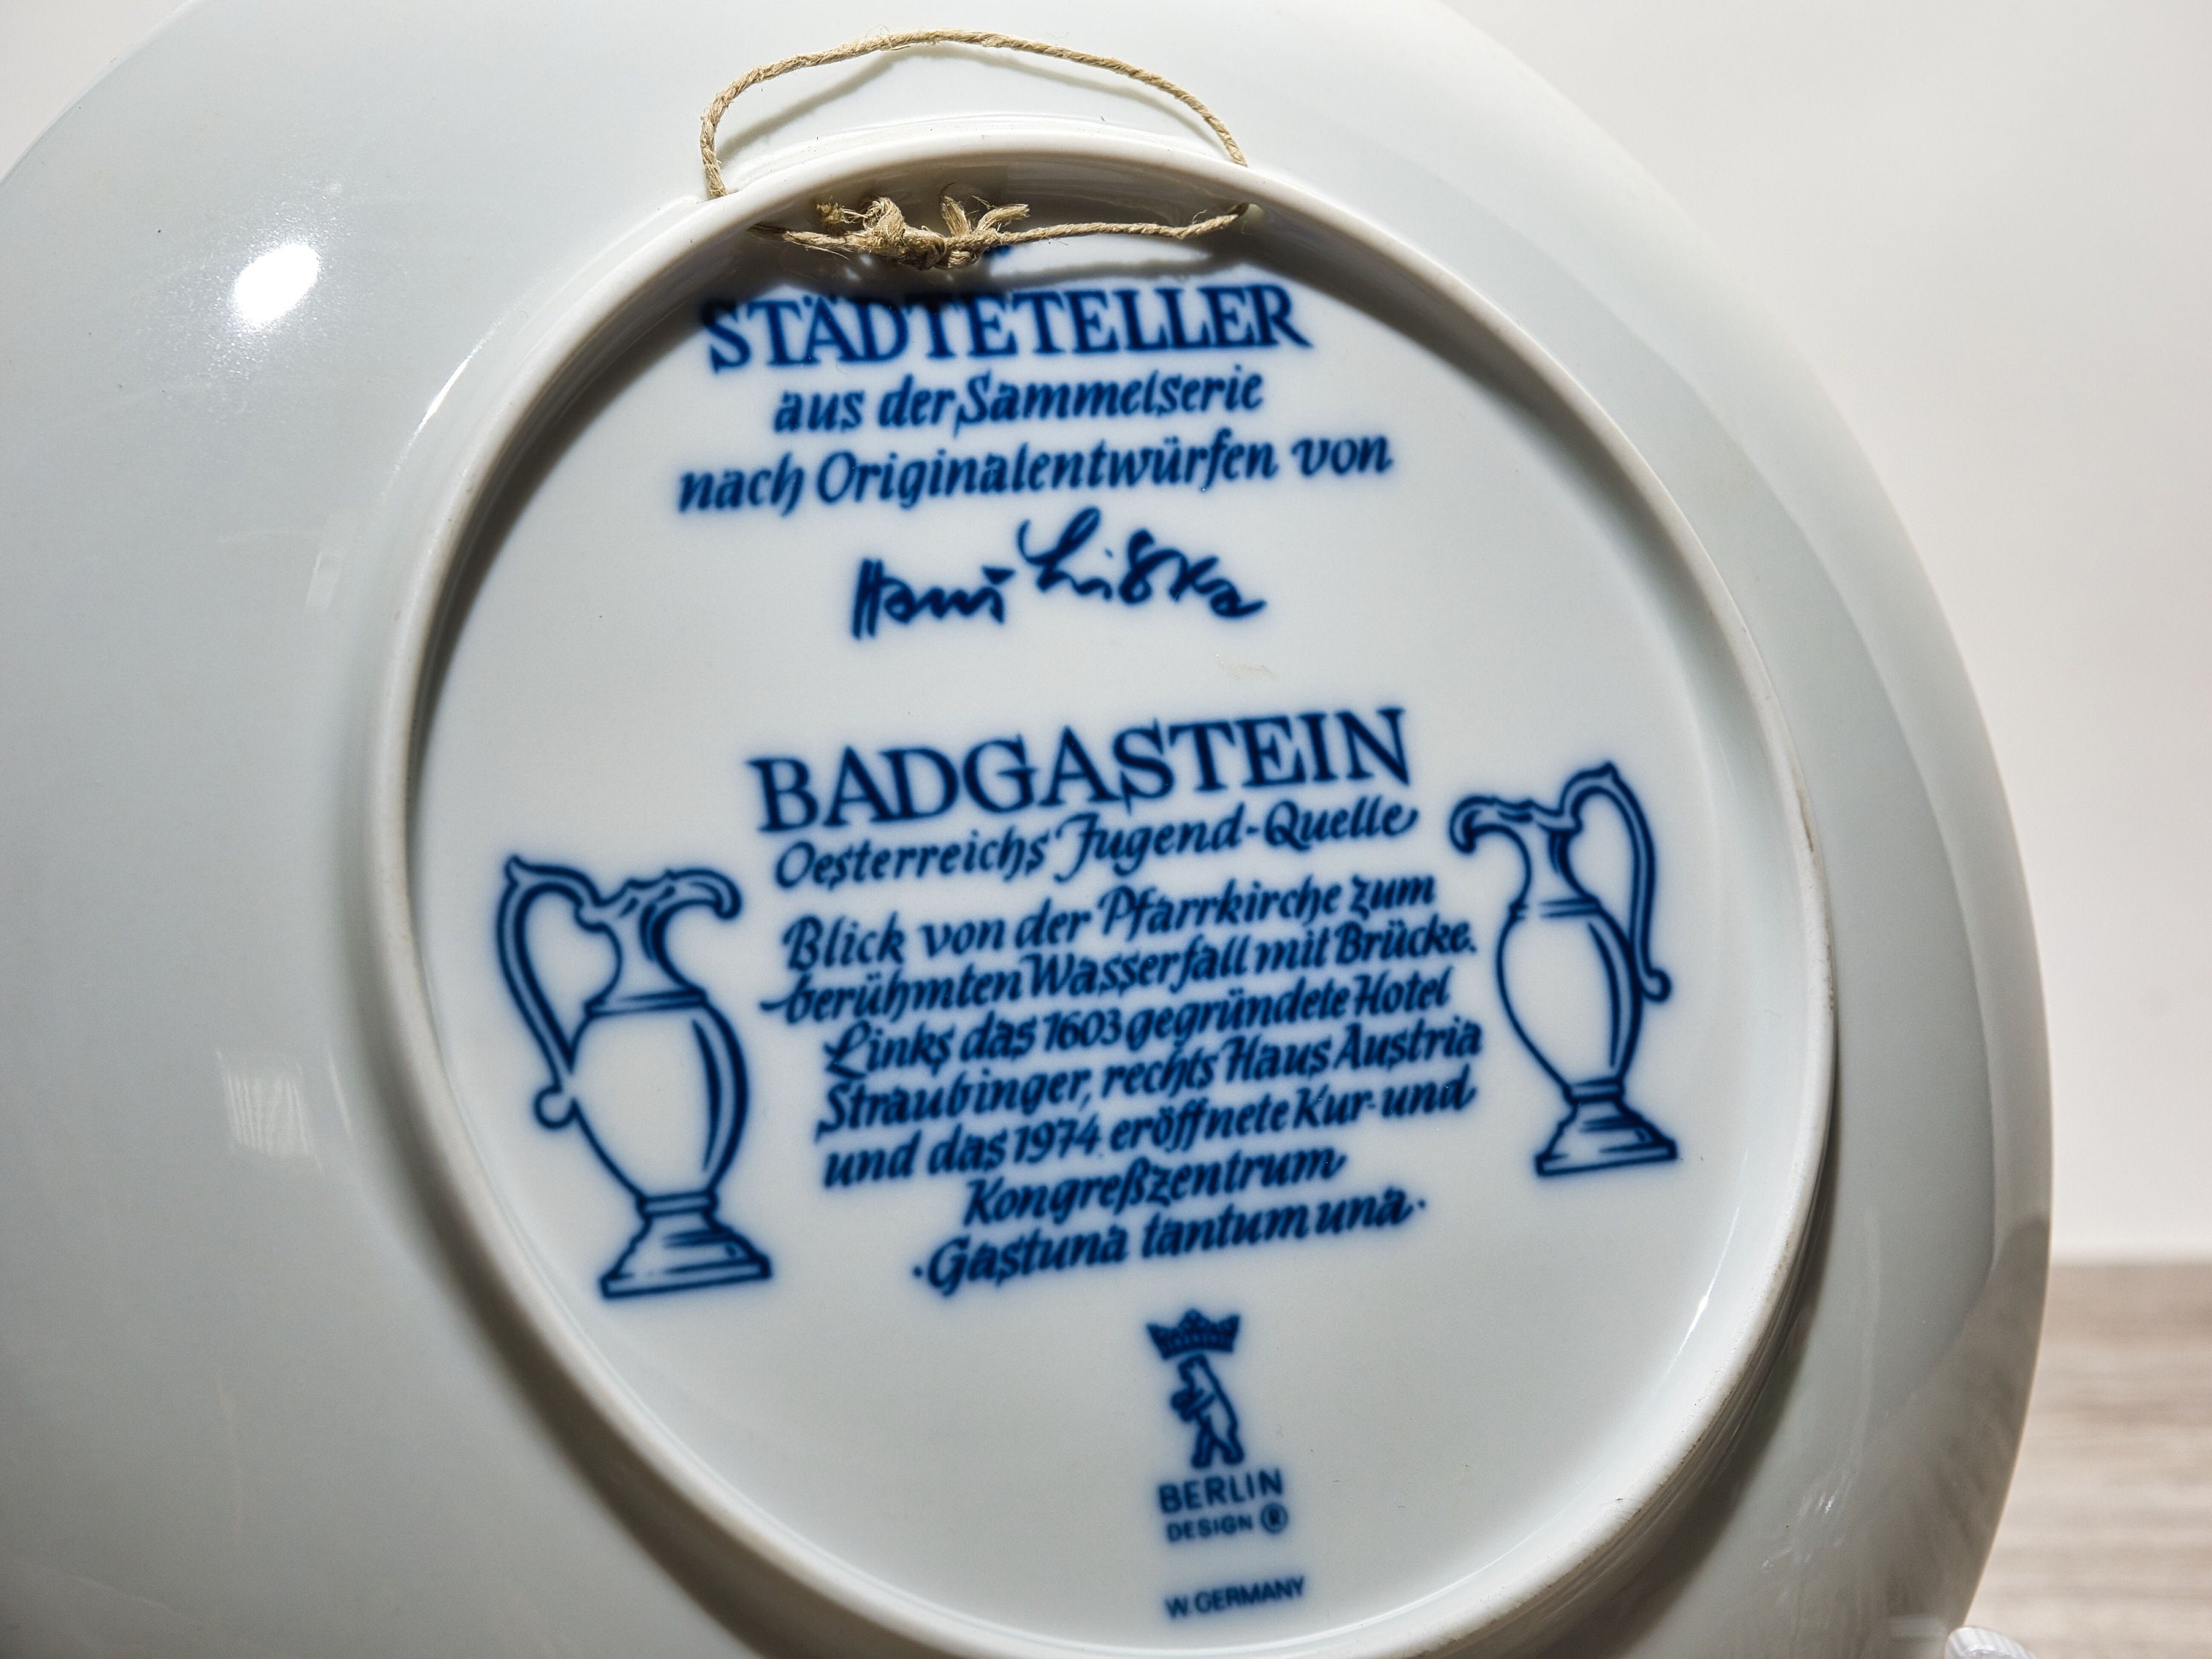 STÄDTETELLER
aus der Sammelserie
nach Originalentwürfen von
Hans Liska
BADGASTEIN
Oesterreichs Jugend-Quelle
Blick von der Pfarrkirche zum
berühmten Wasserfall mit Brücke.
Links das 1603 gegründete Hotel
Straubinger, rechts Haus Austria
und das 1974 eröffnete Kur- und
Kongreßzentrum
·Gastuna tantum una·
BERLIN
DESIGN ®
W. GERMANY